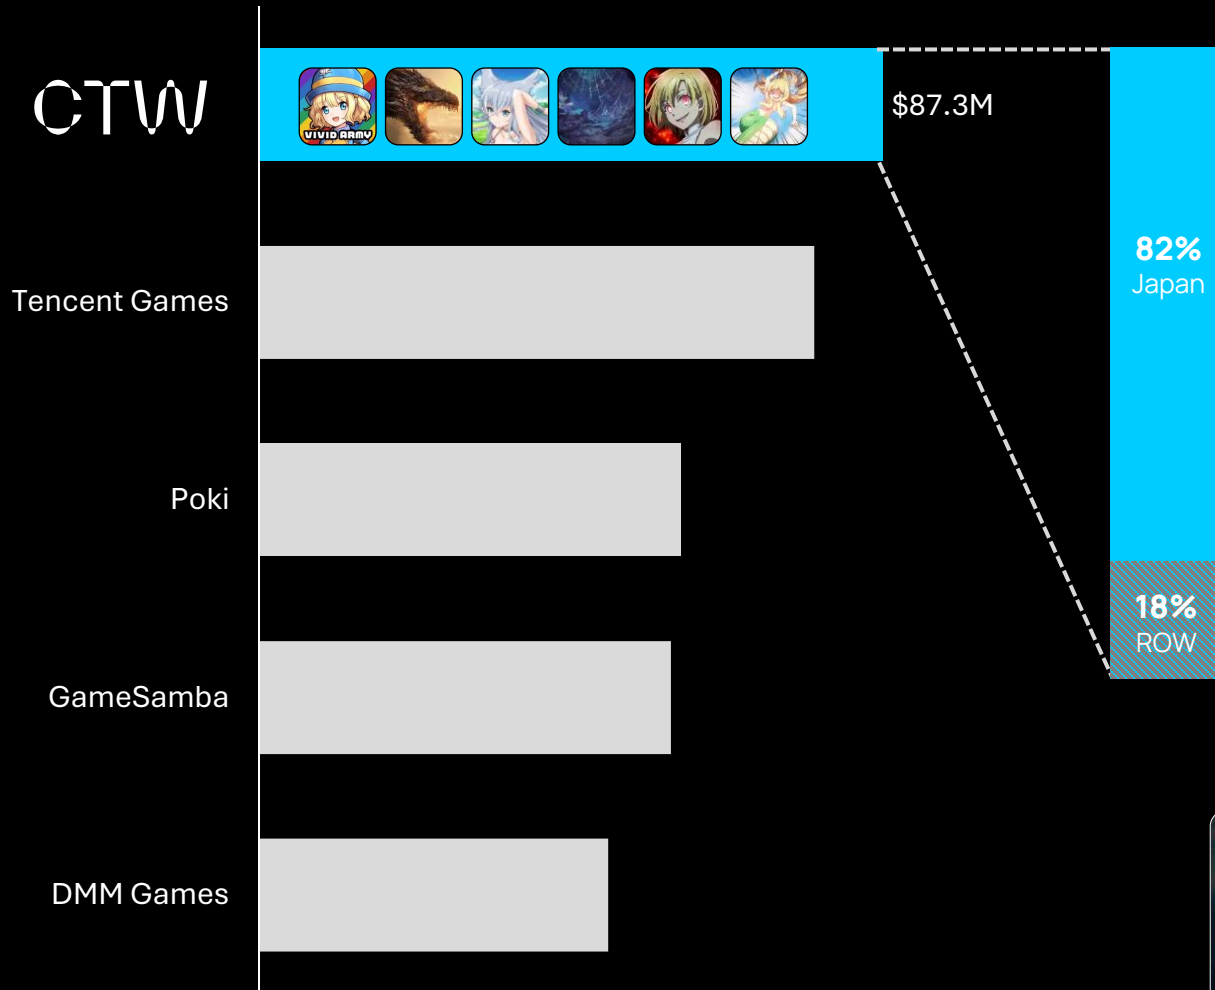 CTW
VIVID ARMY
$87.3M
82%
Japan
Tencent Games
Poki
18%
ROW
GameSamba
DMM Games